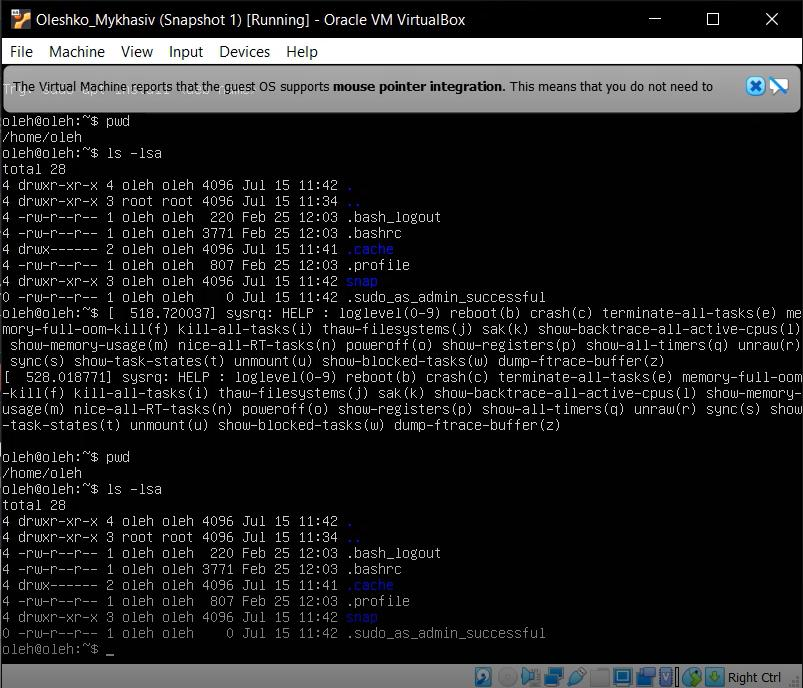 Oleshko_Mykhasiv (Snapshot 1) [Running] - Oracle VM VirtualBox
File Machine View Input Devices Help
The Virtual Machine reports that the guest OS supports mouse pointer integration. This means that you do not need to
oleh@oleh:~$ pwd
/home/oleh
oleh@oleh:~$ ls -lsa
total 28
4 drwxr-xr-x 4 oleh oleh 4096 Jul 15 11:42 .
4 drwxr-xr-x 3 root root 4096 Jul 15 11:34 ..
4 -rw-r--r-- 1 oleh oleh  220 Feb 25 12:03 .bash_logout
4 -rw-r--r-- 1 oleh oleh 3771 Feb 25 12:03 .bashrc
4 drwx------ 2 oleh oleh 4096 Jul 15 11:41 .cache
4 -rw-r--r-- 1 oleh oleh  807 Feb 25 12:03 .profile
4 drwxr-xr-x 3 oleh oleh 4096 Jul 15 11:42 snap
0 -rw-r--r-- 1 oleh oleh    0 Jul 15 11:42 .sudo_as_admin_successful
oleh@oleh:~$ [  518.720037] sysrq: HELP : loglevel(0-9) reboot(b) crash(c) terminate-all-tasks(e) me
mory-full-oom-kill(f) kill-all-tasks(i) thaw-filesystems(j) sak(k) show-backtrace-all-active-cpus(l)
 show-memory-usage(m) nice-all-RT-tasks(n) poweroff(o) show-registers(p) show-all-timers(q) unraw(r)
 sync(s) show-task-states(t) unmount(u) show-blocked-tasks(w) dump-ftrace-buffer(z)
[  528.018771] sysrq: HELP : loglevel(0-9) reboot(b) crash(c) terminate-all-tasks(e) memory-full-oom
-kill(f) kill-all-tasks(i) thaw-filesystems(j) sak(k) show-backtrace-all-active-cpus(l) show-memory-
usage(m) nice-all-RT-tasks(n) poweroff(o) show-registers(p) show-all-timers(q) unraw(r) sync(s) show
-task-states(t) unmount(u) show-blocked-tasks(w) dump-ftrace-buffer(z)
oleh@oleh:~$ pwd
/home/oleh
oleh@oleh:~$ ls -lsa
total 28
4 drwxr-xr-x 4 oleh oleh 4096 Jul 15 11:42 .
4 drwxr-xr-x 3 root root 4096 Jul 15 11:34 ..
4 -rw-r--r-- 1 oleh oleh  220 Feb 25 12:03 .bash_logout
4 -rw-r--r-- 1 oleh oleh 3771 Feb 25 12:03 .bashrc
4 drwx------ 2 oleh oleh 4096 Jul 15 11:41 .cache
4 -rw-r--r-- 1 oleh oleh  807 Feb 25 12:03 .profile
4 drwxr-xr-x 3 oleh oleh 4096 Jul 15 11:42 snap
0 -rw-r--r-- 1 oleh oleh    0 Jul 15 11:42 .sudo_as_admin_successful
oleh@oleh:~$ _
Right Ctrl